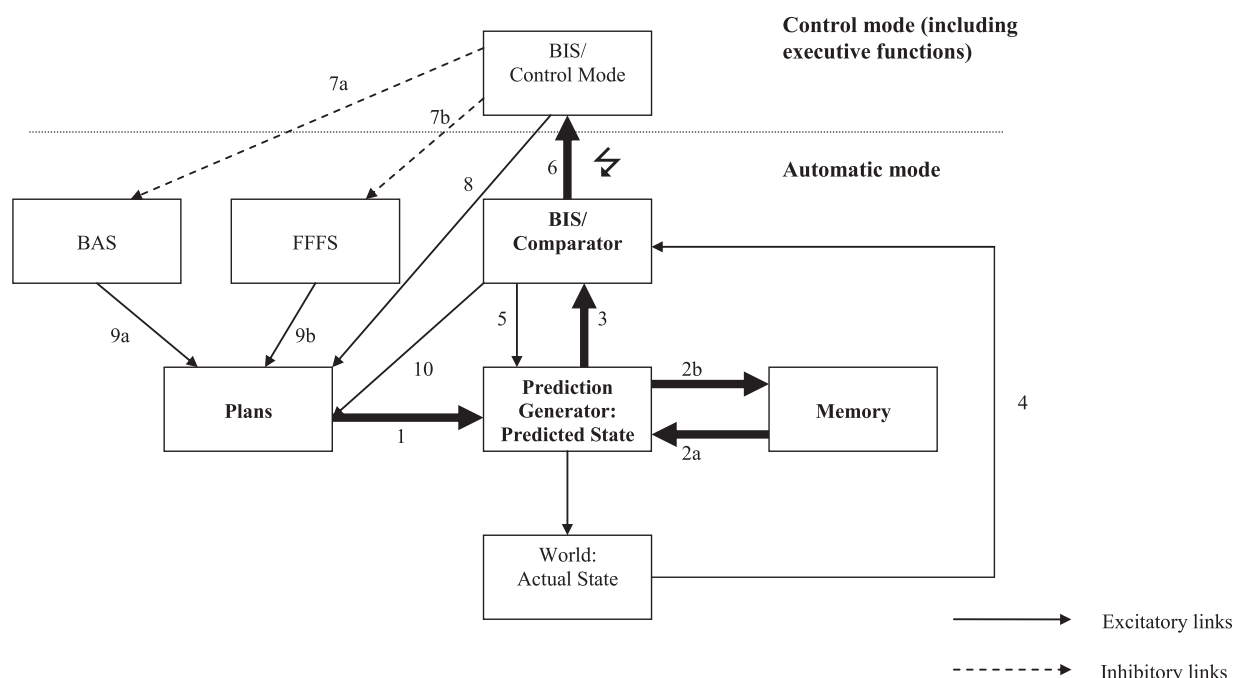 Control mode (including
executive functions)
BIS/
Control Mode
7a
7b
6
8
Automatic mode
BAS
FFFS
BIS/
Comparator
9a
9b
5
3
10
Plans
1
Prediction
Generator:
Predicted State
2b
2a
Memory
4
World:
Actual State
Excitatory links
Inhibitory links